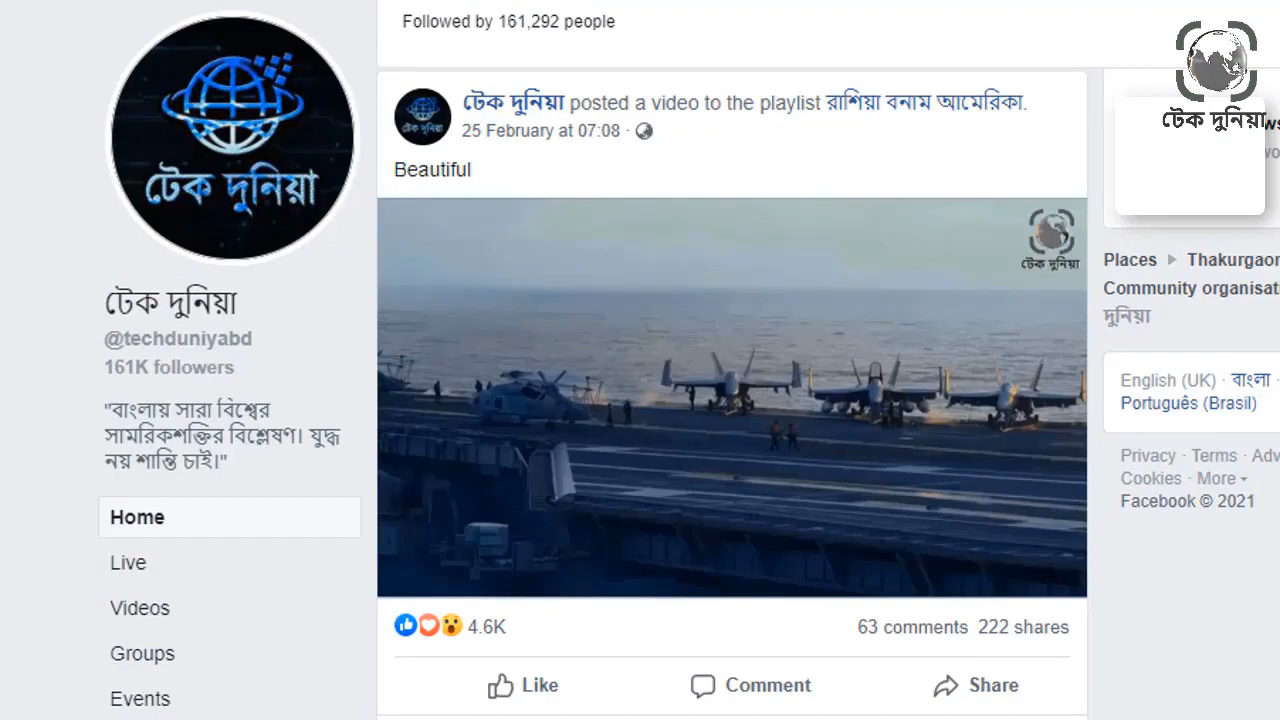 Followed by 161,292 people
টেক দুনিয়া
টেক দুনিয়া posted a video to the playlist রাশিয়া বনাম আমেরিকা.
25 February at 07:08 ·
Beautiful
টেক দুনিয়া
টেক দুনিয়া
টেক দুনিয়া
টেক দুনিয়া
@techduniyabd
161K followers
"বাংলায় সারা বিশ্বের
সামরিকশক্তির বিশ্লেষণ। যুদ্ধ
নয় শান্তি চাই।"
Home
Live
Videos
Groups
Events
4.6K
63 comments 222 shares
Like
Comment
Share
Places
Community organisati
দুনিয়া
English (UK) · বাংলা ·
Português (Brasil)
Privacy · Terms · Adv
Cookies · More
Facebook © 2021